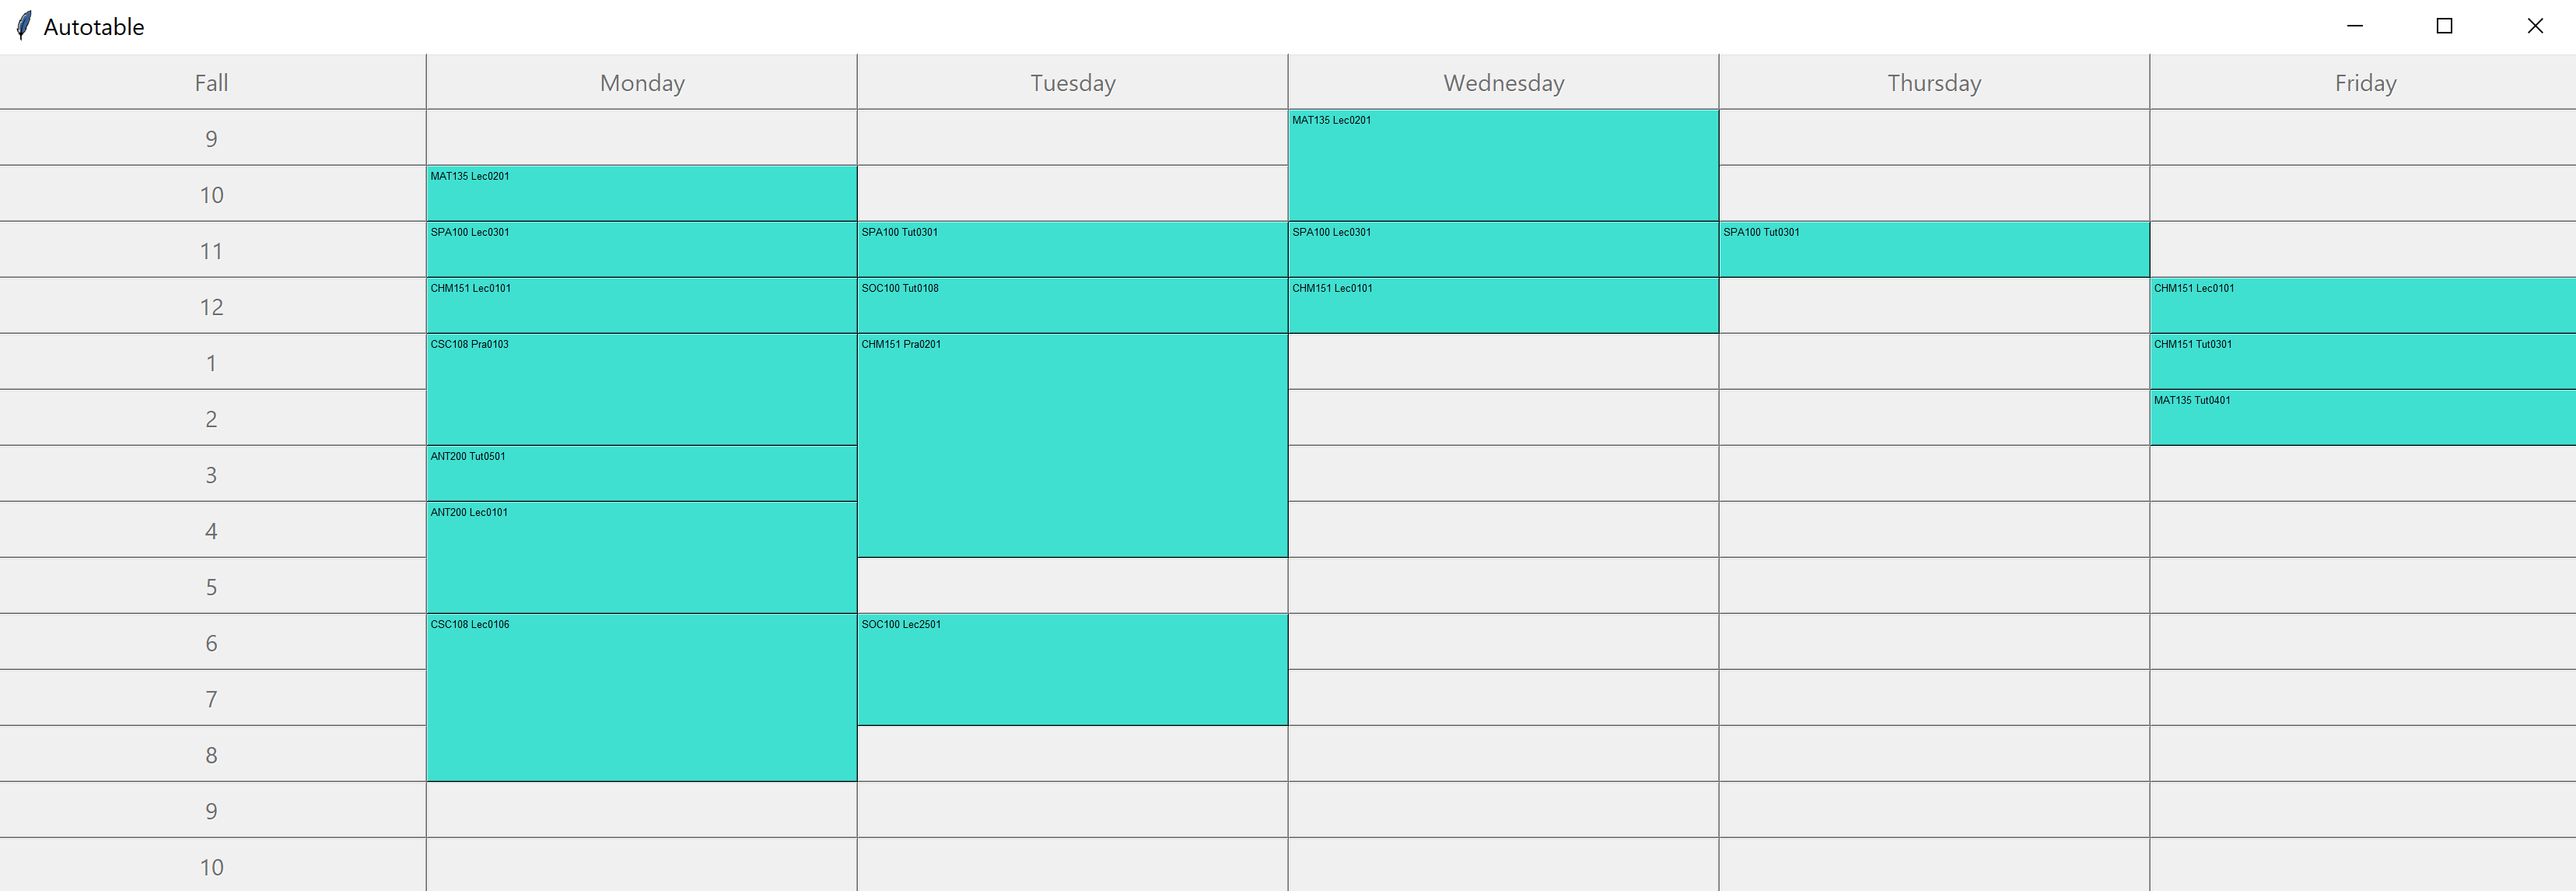 Autotable
Fall Monday Tuesday Wednesday Thursday Friday
9 MAT135 Lec0201
10 MAT135 Lec0201
11 SPA100 Lec0301 SPA100 Tut0301 SPA100 Lec0301 SPA100 Tut0301
12 CHM151 Lec0101 SOC100 Tut0108 CHM151 Lec0101 CHM151 Lec0101
1 CSC108 Pra0103 CHM151 Pra0201 CHM151 Tut0301
2 MAT135 Tut0401
3 ANT200 Tut0501
4 ANT200 Lec0101
5
6 CSC108 Lec0106 SOC100 Lec2501
7
8
9
10